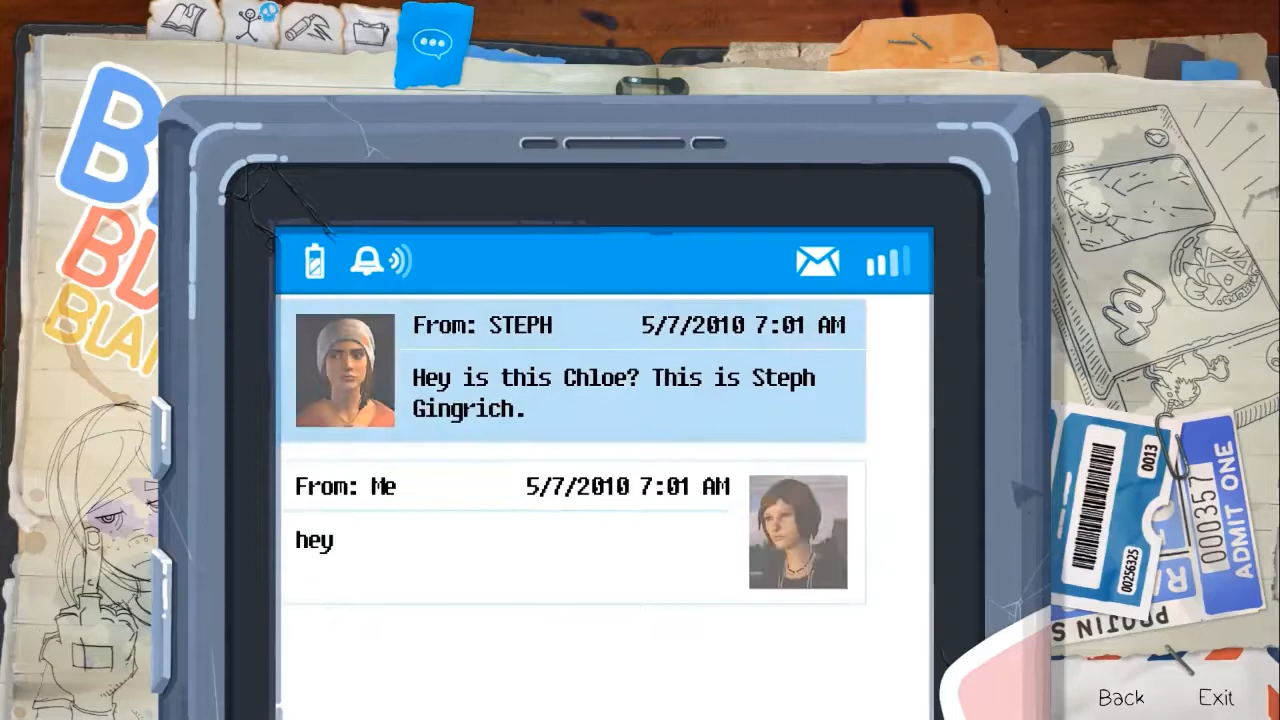 From: STEPH 5/7/2010 7:01 AM
Hey is this Chloe? This is Steph
Gingrich.
From: Me 5/7/2010 7:01 AM
hey
0013
00256325
000357
ADMIT ONE
Back Exit